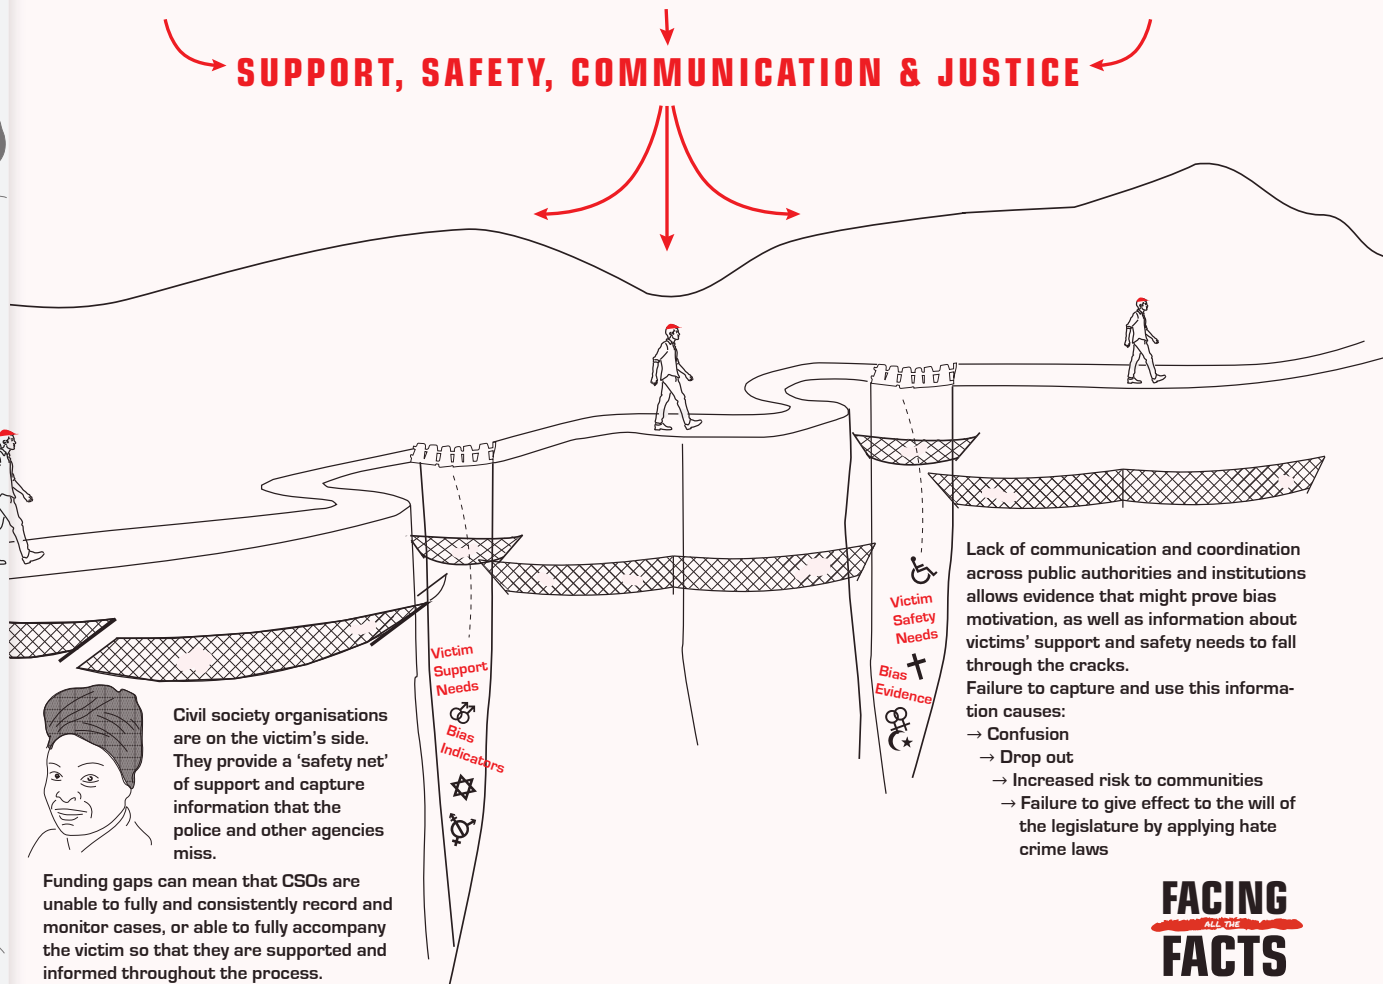 SUPPORT, SAFETY, COMMUNICATION & JUSTICE
Victim
Support
Needs
Bias
Indicators
Victim
Safety
Needs
Bias
Evidence
Civil society organisations
are on the victim’s side.
They provide a ‘safety net’
of support and capture
information that the
police and other agencies
miss.
Funding gaps can mean that CSOs are
unable to fully and consistently record and
monitor cases, or able to fully accompany
the victim so that they are supported and
informed throughout the process.
Lack of communication and coordination
across public authorities and institutions
allows evidence that might prove bias
motivation, as well as information about
victims’ support and safety needs to fall
through the cracks.
Failure to capture and use this informa-
tion causes:
→ Confusion
→ Drop out
→ Increased risk to communities
→ Failure to give effect to the will of
the legislature by applying hate
crime laws
FACING
ALL THE
FACTS